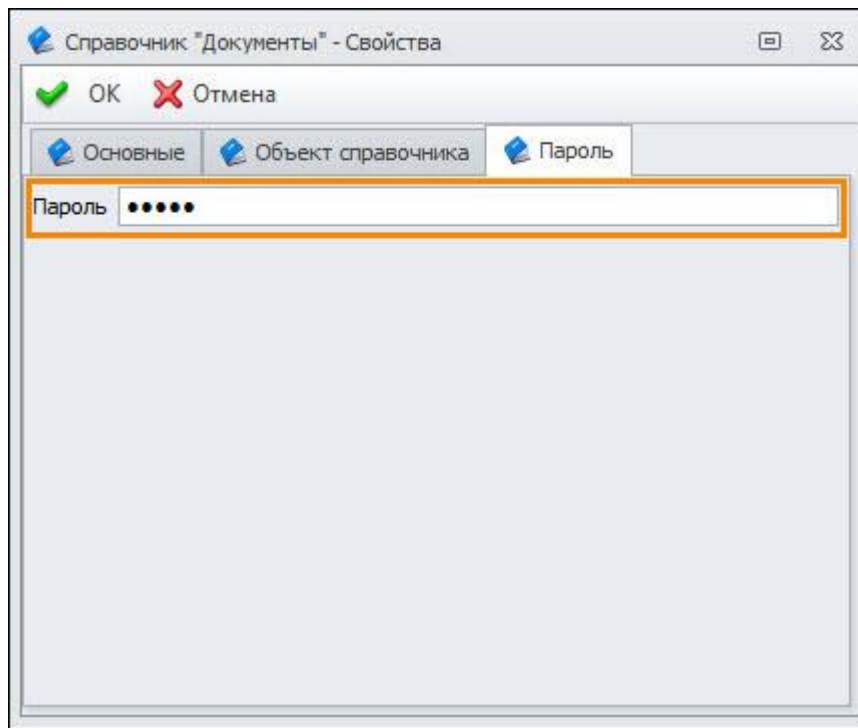 Справочник "Документы" - Свойства
OK Отмена
Основные Объект справочника Пароль
Пароль •••••